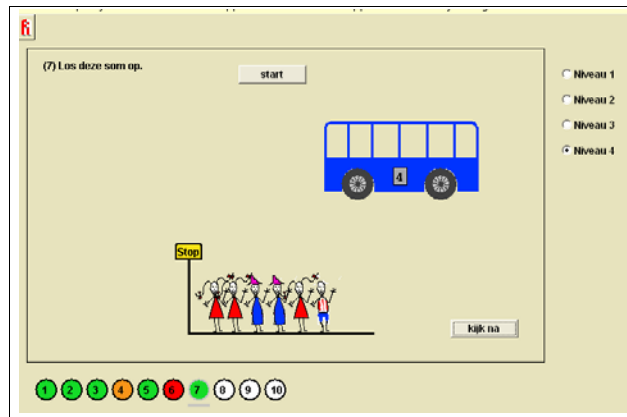 fi
(7) Los deze som op.
start
Niveau 1
Niveau 2
Niveau 3
Niveau 4
4
Stop
kijk na
1 2 3 4 5 6 7 8 9 10